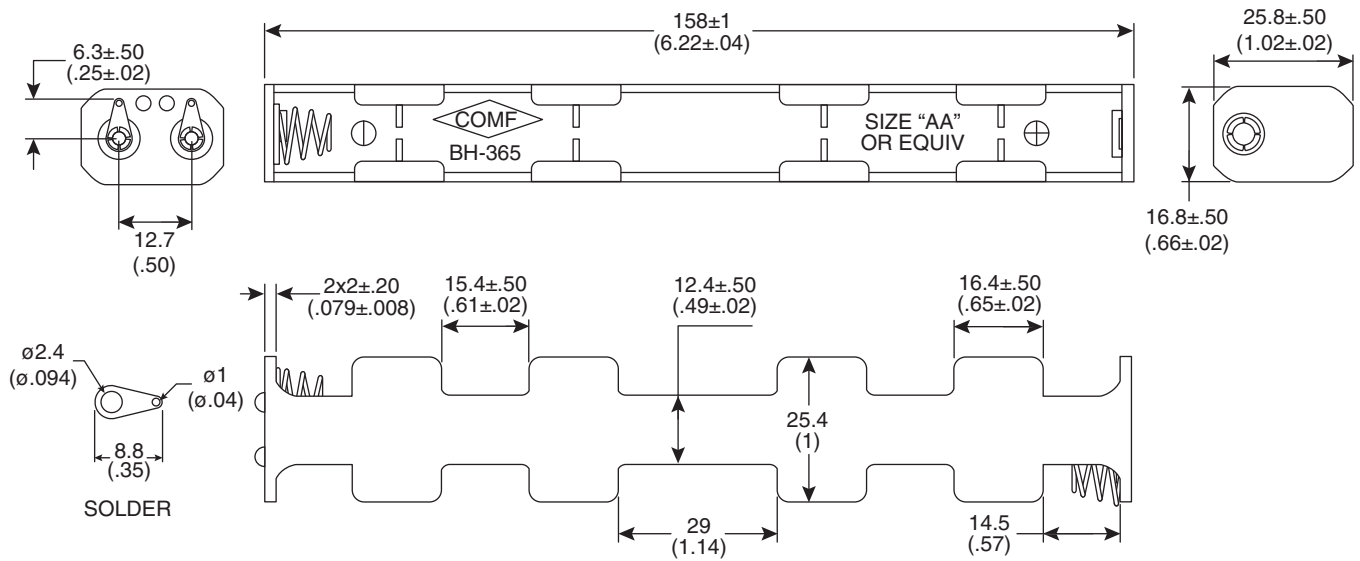 158±1
(6.22±.04)
25.8±.50
(1.02±.02)
6.3±.50
(.25±.02)
COMF
BH-365
SIZE “AA”
OR EQUIV
16.8±.50
(.66±.02)
12.7
(.50)
2x2±.20
(.079±.008)
15.4±.50
(.61±.02)
12.4±.50
(.49±.02)
16.4±.50
(.65±.02)
ø2.4
(ø.094)
ø1
(ø.04)
25.4
(1)
8.8
(.35)
SOLDER
29
(1.14)
14.5
(.57)